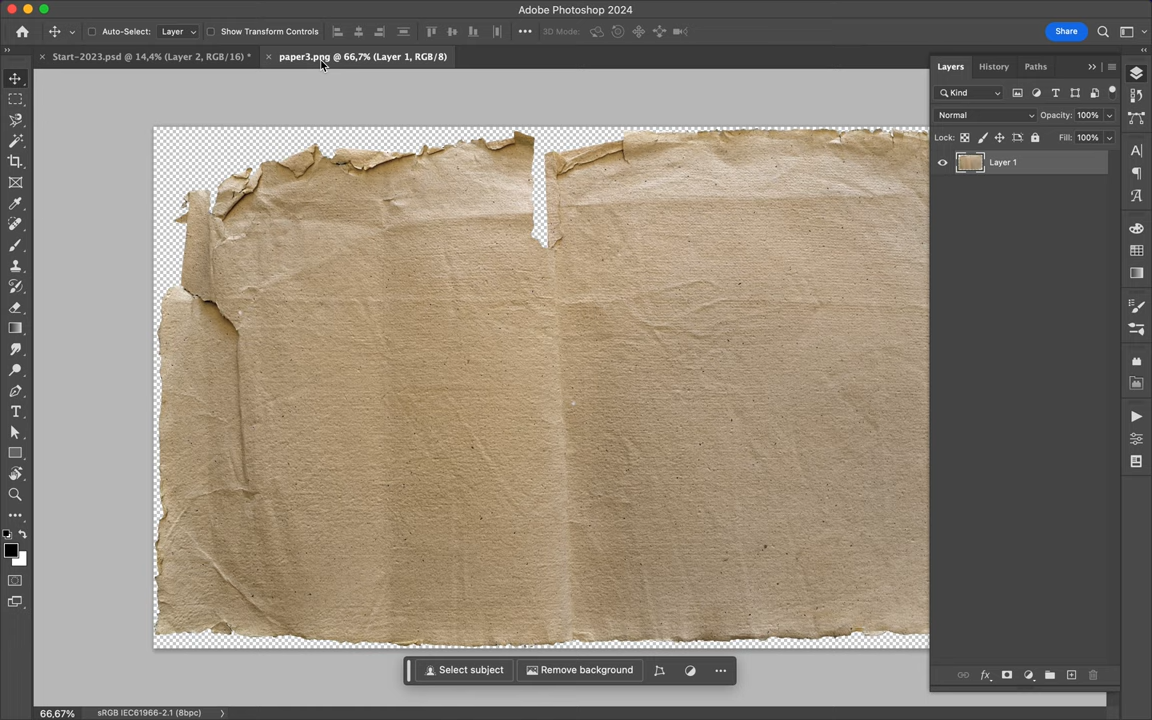 Adobe Photoshop 2024
Auto-Select: Layer Show Transform Controls 3D Mode: Share
Start-2023.psd @ 14,4% (Layer 2, RGB/16) * paper3.png @ 66,7% (Layer 1, RGB/8)
Layers History Paths
Kind
Normal Opacity: 100%
Lock: Fill: 100%
Layer 1
Select subject Remove background
66,67% sRGB IEC61966-2.1 (8bpc)